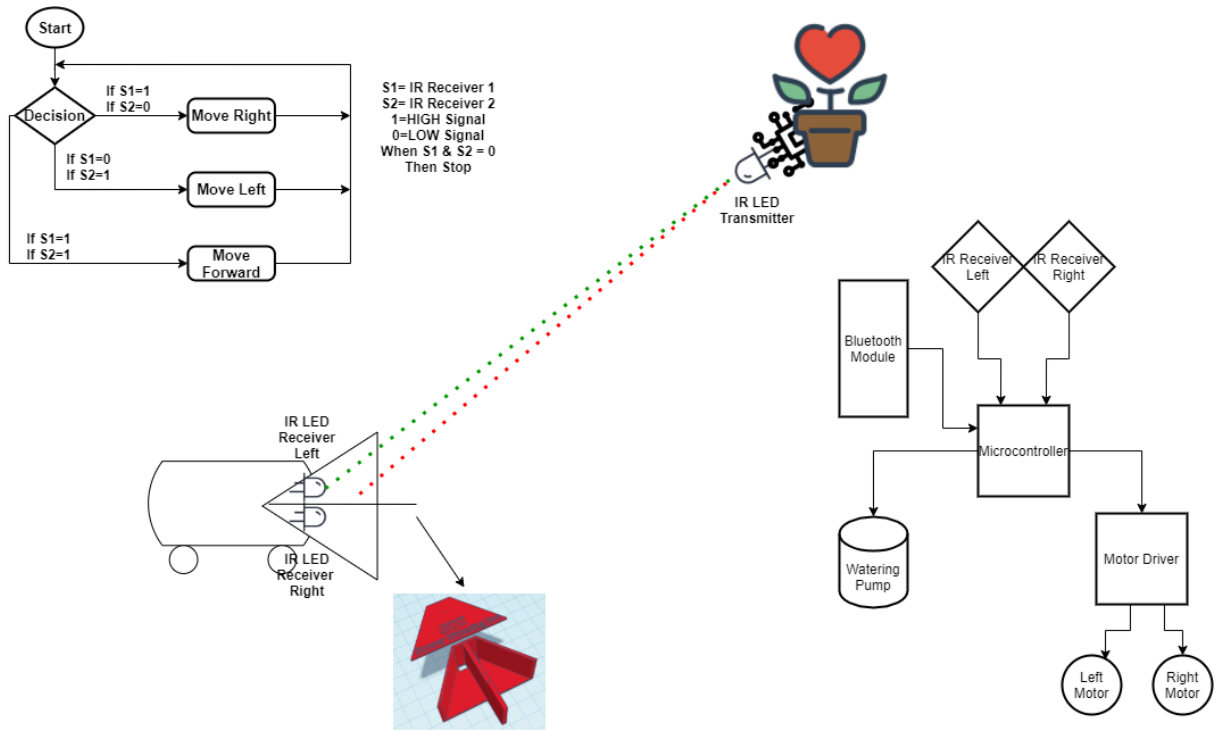 Start
Decision
If S1=1
If S2=0
Move Right
If S1=0
If S2=1
Move Left
If S1=1
If S2=1
Move
Forward
S1= IR Receiver 1
S2= IR Receiver 2
1=HIGH Signal
0=LOW Signal
When S1 & S2 = 0
Then Stop
IR LED
Transmitter
IR LED
Receiver
Left
IR LED
Receiver
Right
IR Receiver
Left
IR Receiver
Right
Bluetooth
Module
Microcontroller
Watering
Pump
Motor Driver
Left
Motor
Right
Motor